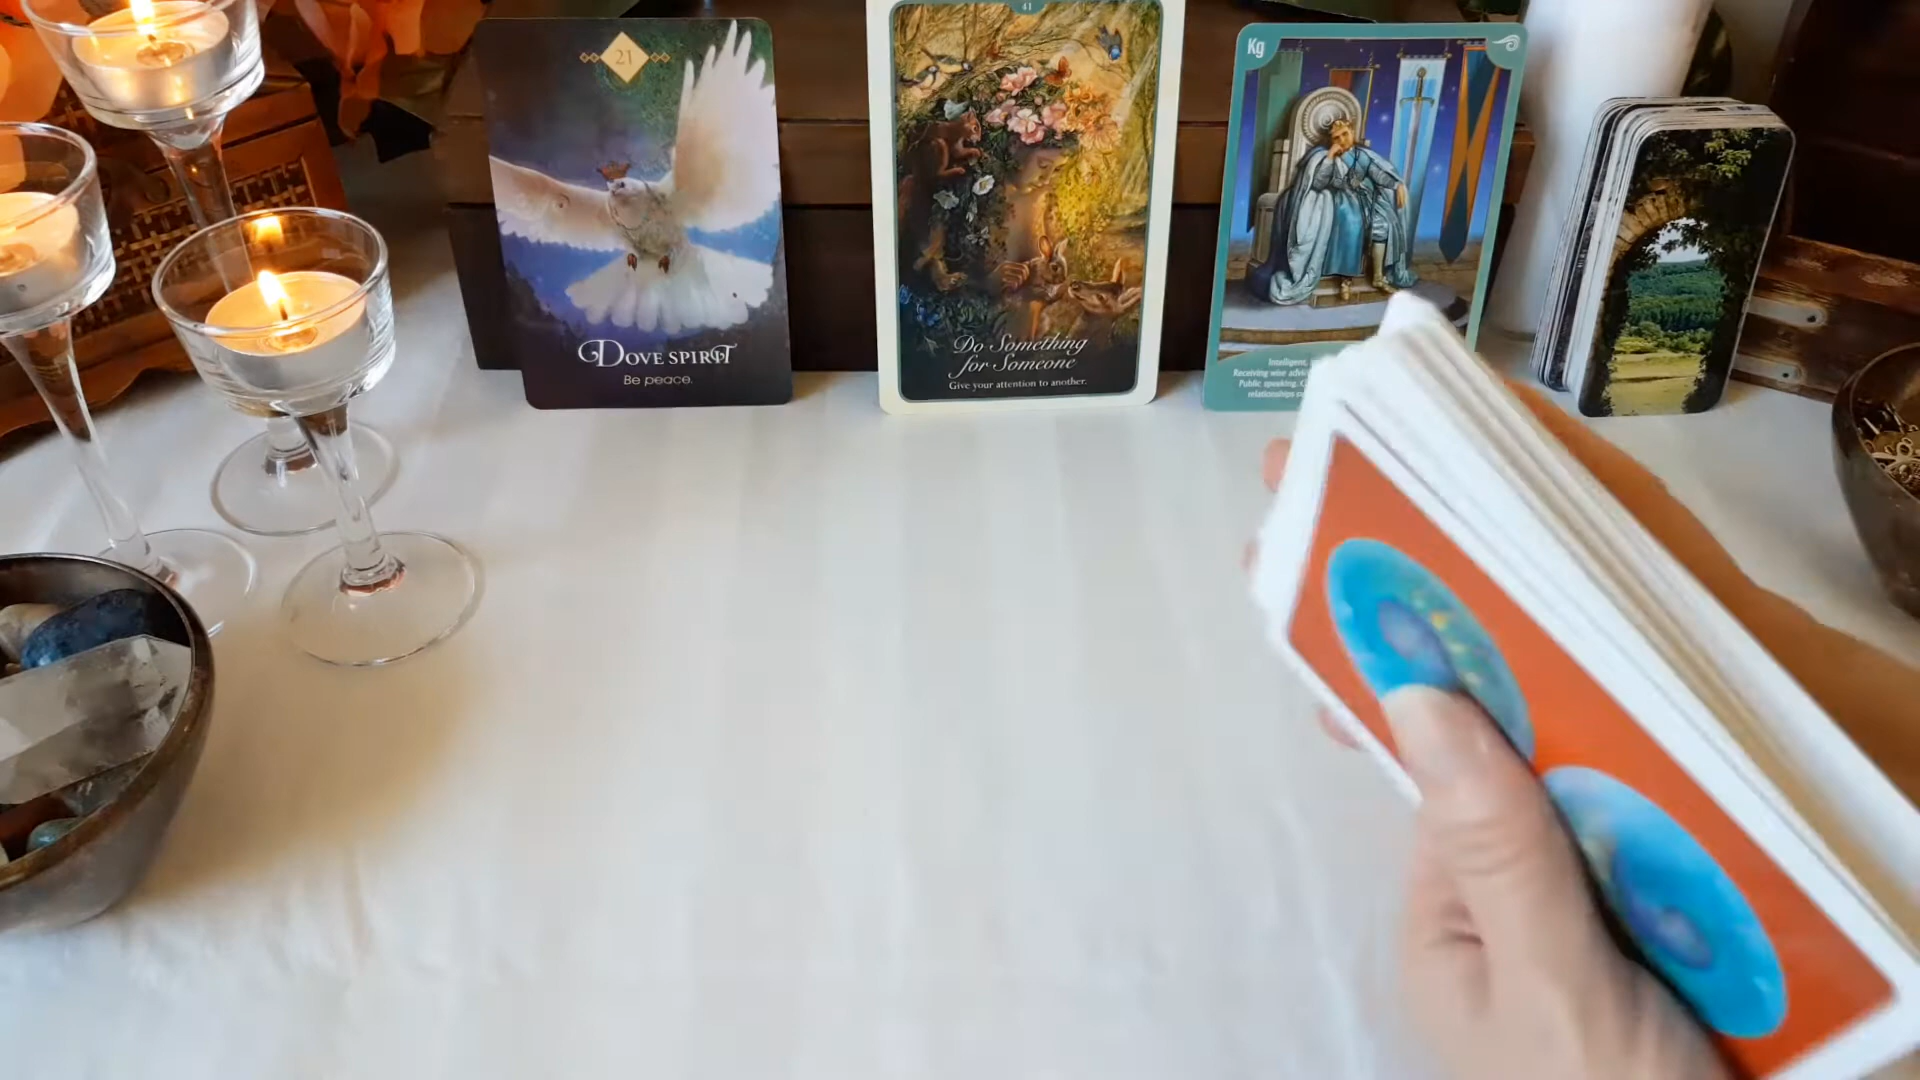 21
DOVE SPIRIT
Be peace.
41
Do Something
for Someone
Give your attention to another.
Kg
Intelligent,
Receiving wise
Public speaking.
relationships